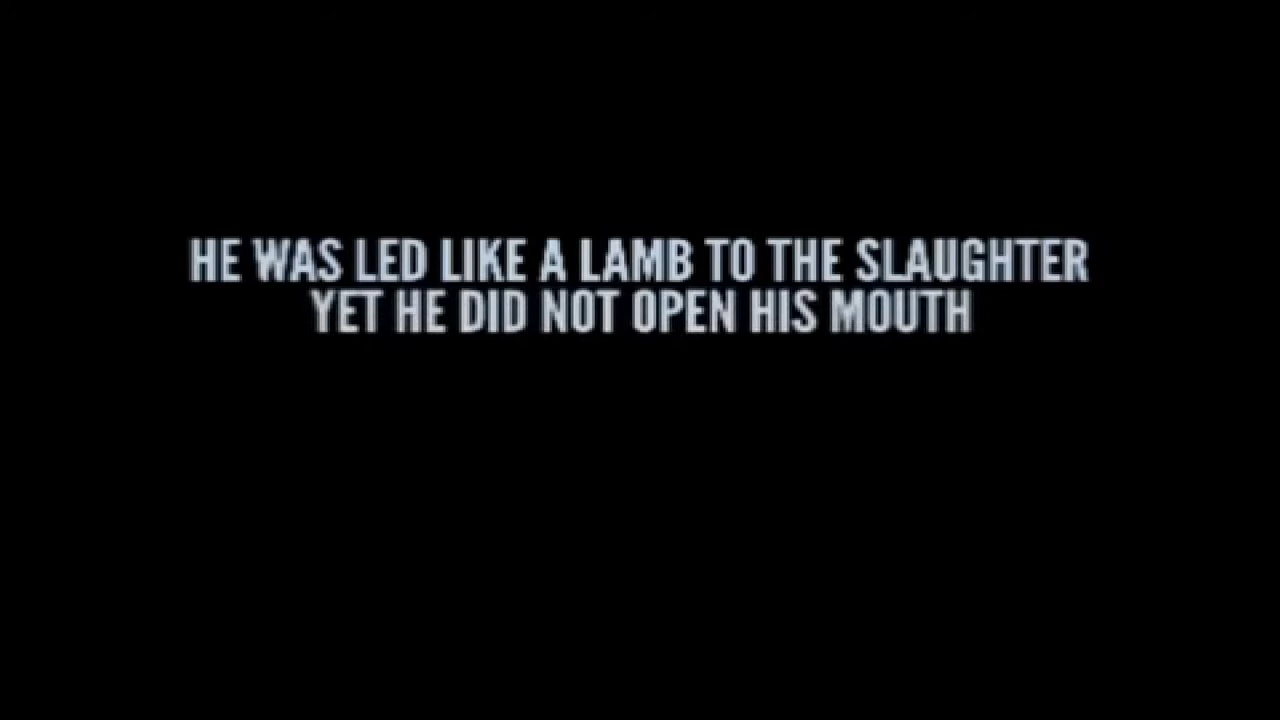 HE WAS LED LIKE A LAMB TO THE SLAUGHTER
YET HE DID NOT OPEN HIS MOUTH